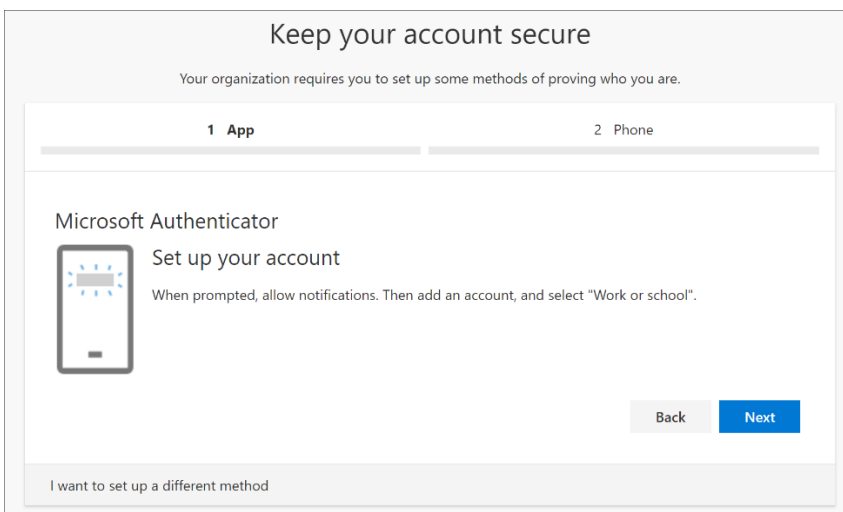 Keep your account secure
Your organization requires you to set up some methods of proving who you are.
1 App
2 Phone
Microsoft Authenticator
Set up your account
When prompted, allow notifications. Then add an account, and select "Work or school".
Back
Next
I want to set up a different method